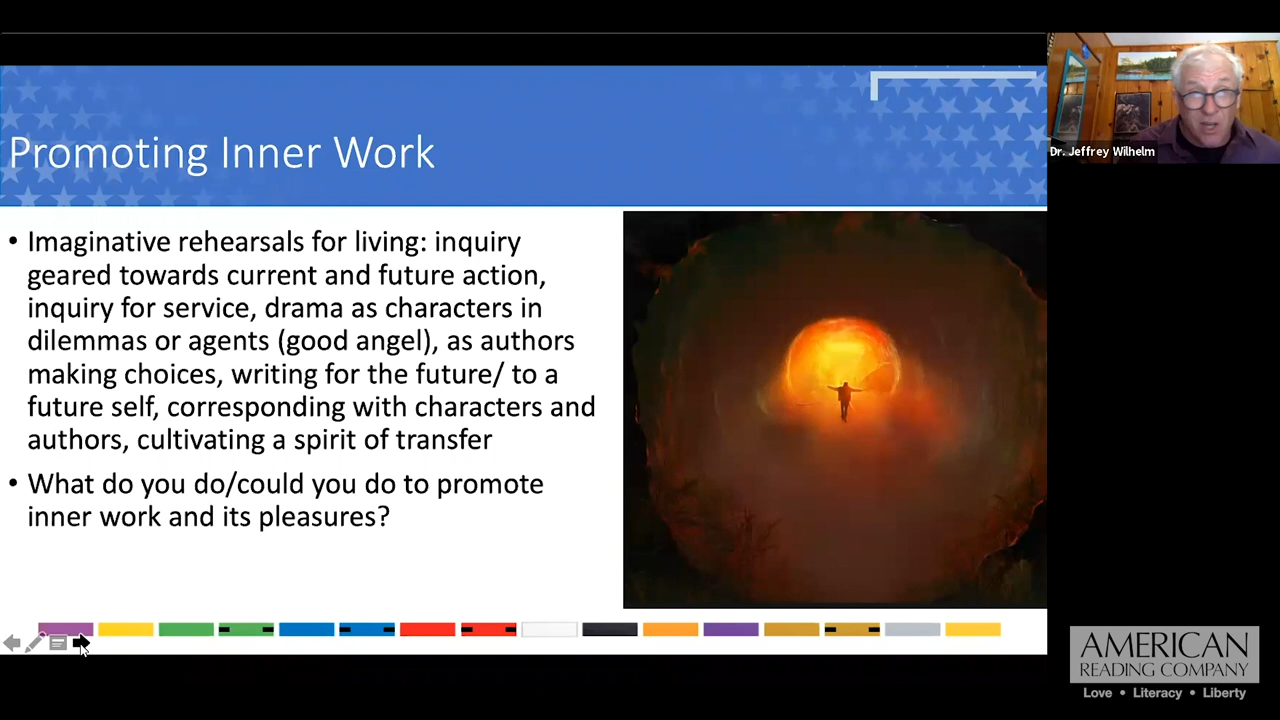 Promoting Inner Work
• Imaginative rehearsals for living: inquiry
geared towards current and future action,
inquiry for service, drama as characters in
dilemmas or agents (good angel), as authors
making choices, writing for the future/ to a
future self, corresponding with characters and
authors, cultivating a spirit of transfer
• What do you do/could you do to promote
inner work and its pleasures?
Dr. Jeffrey Wilhelm
AMERICAN
READING COMPANY
Love • Literacy • Liberty